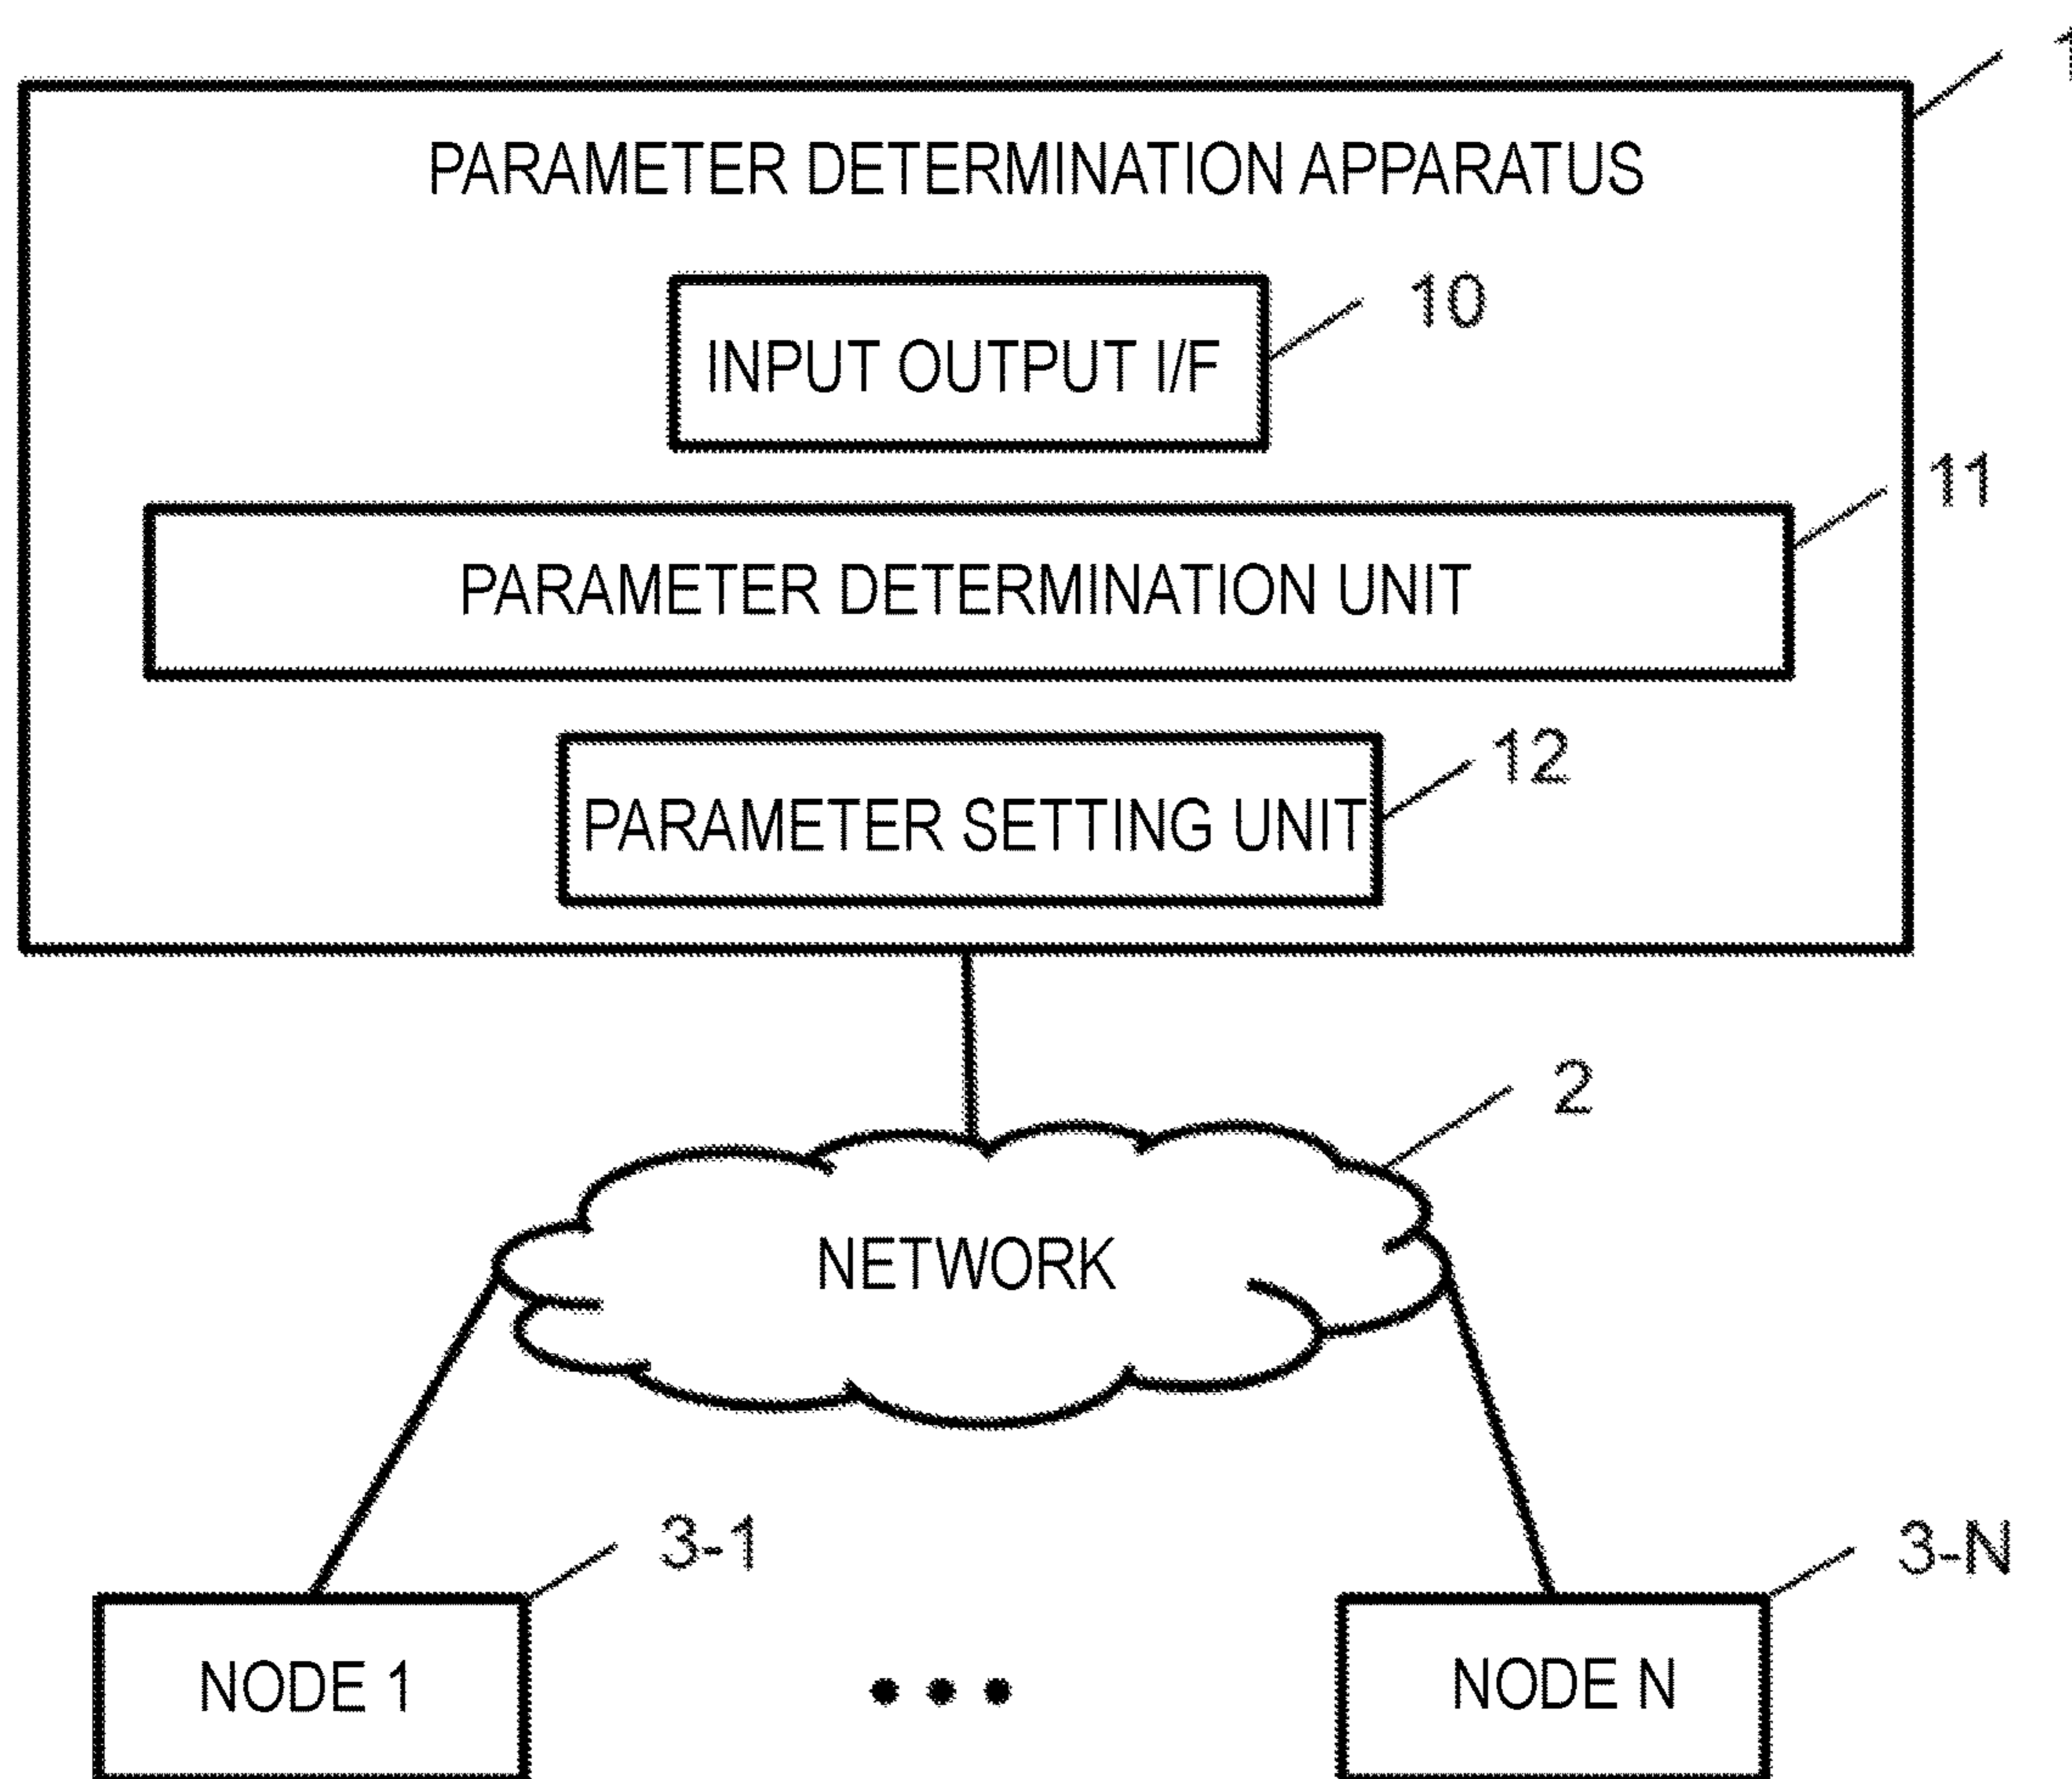 1
PARAMETER DETERMINATION APPARATUS
10
INPUT OUTPUT I/F
11
PARAMETER DETERMINATION UNIT
12
PARAMETER SETTING UNIT
2
NETWORK
3-1
3-N
NODE 1
•••
NODE N